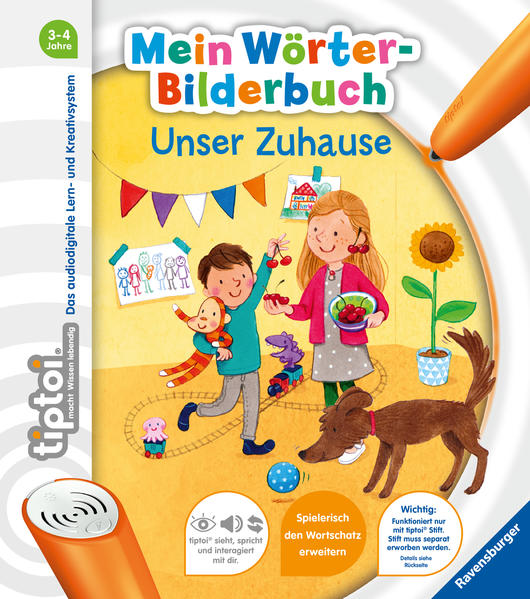 3-4
Jahre
Mein Wörter-
Bilderbuch
Unser Zuhause
tiptoi
Das audiodigitale Lern- und Kreativsystem
tiptoi®
macht Wissen lebendig
tiptoi® sieht, spricht
und interagiert
mit dir.
Spielerisch
den Wortschatz
erweitern
Wichtig:
Funktioniert nur
mit tiptoi® Stift.
Stift muss separat
erworben werden.
Details siehe
Rückseite
Ravensburger